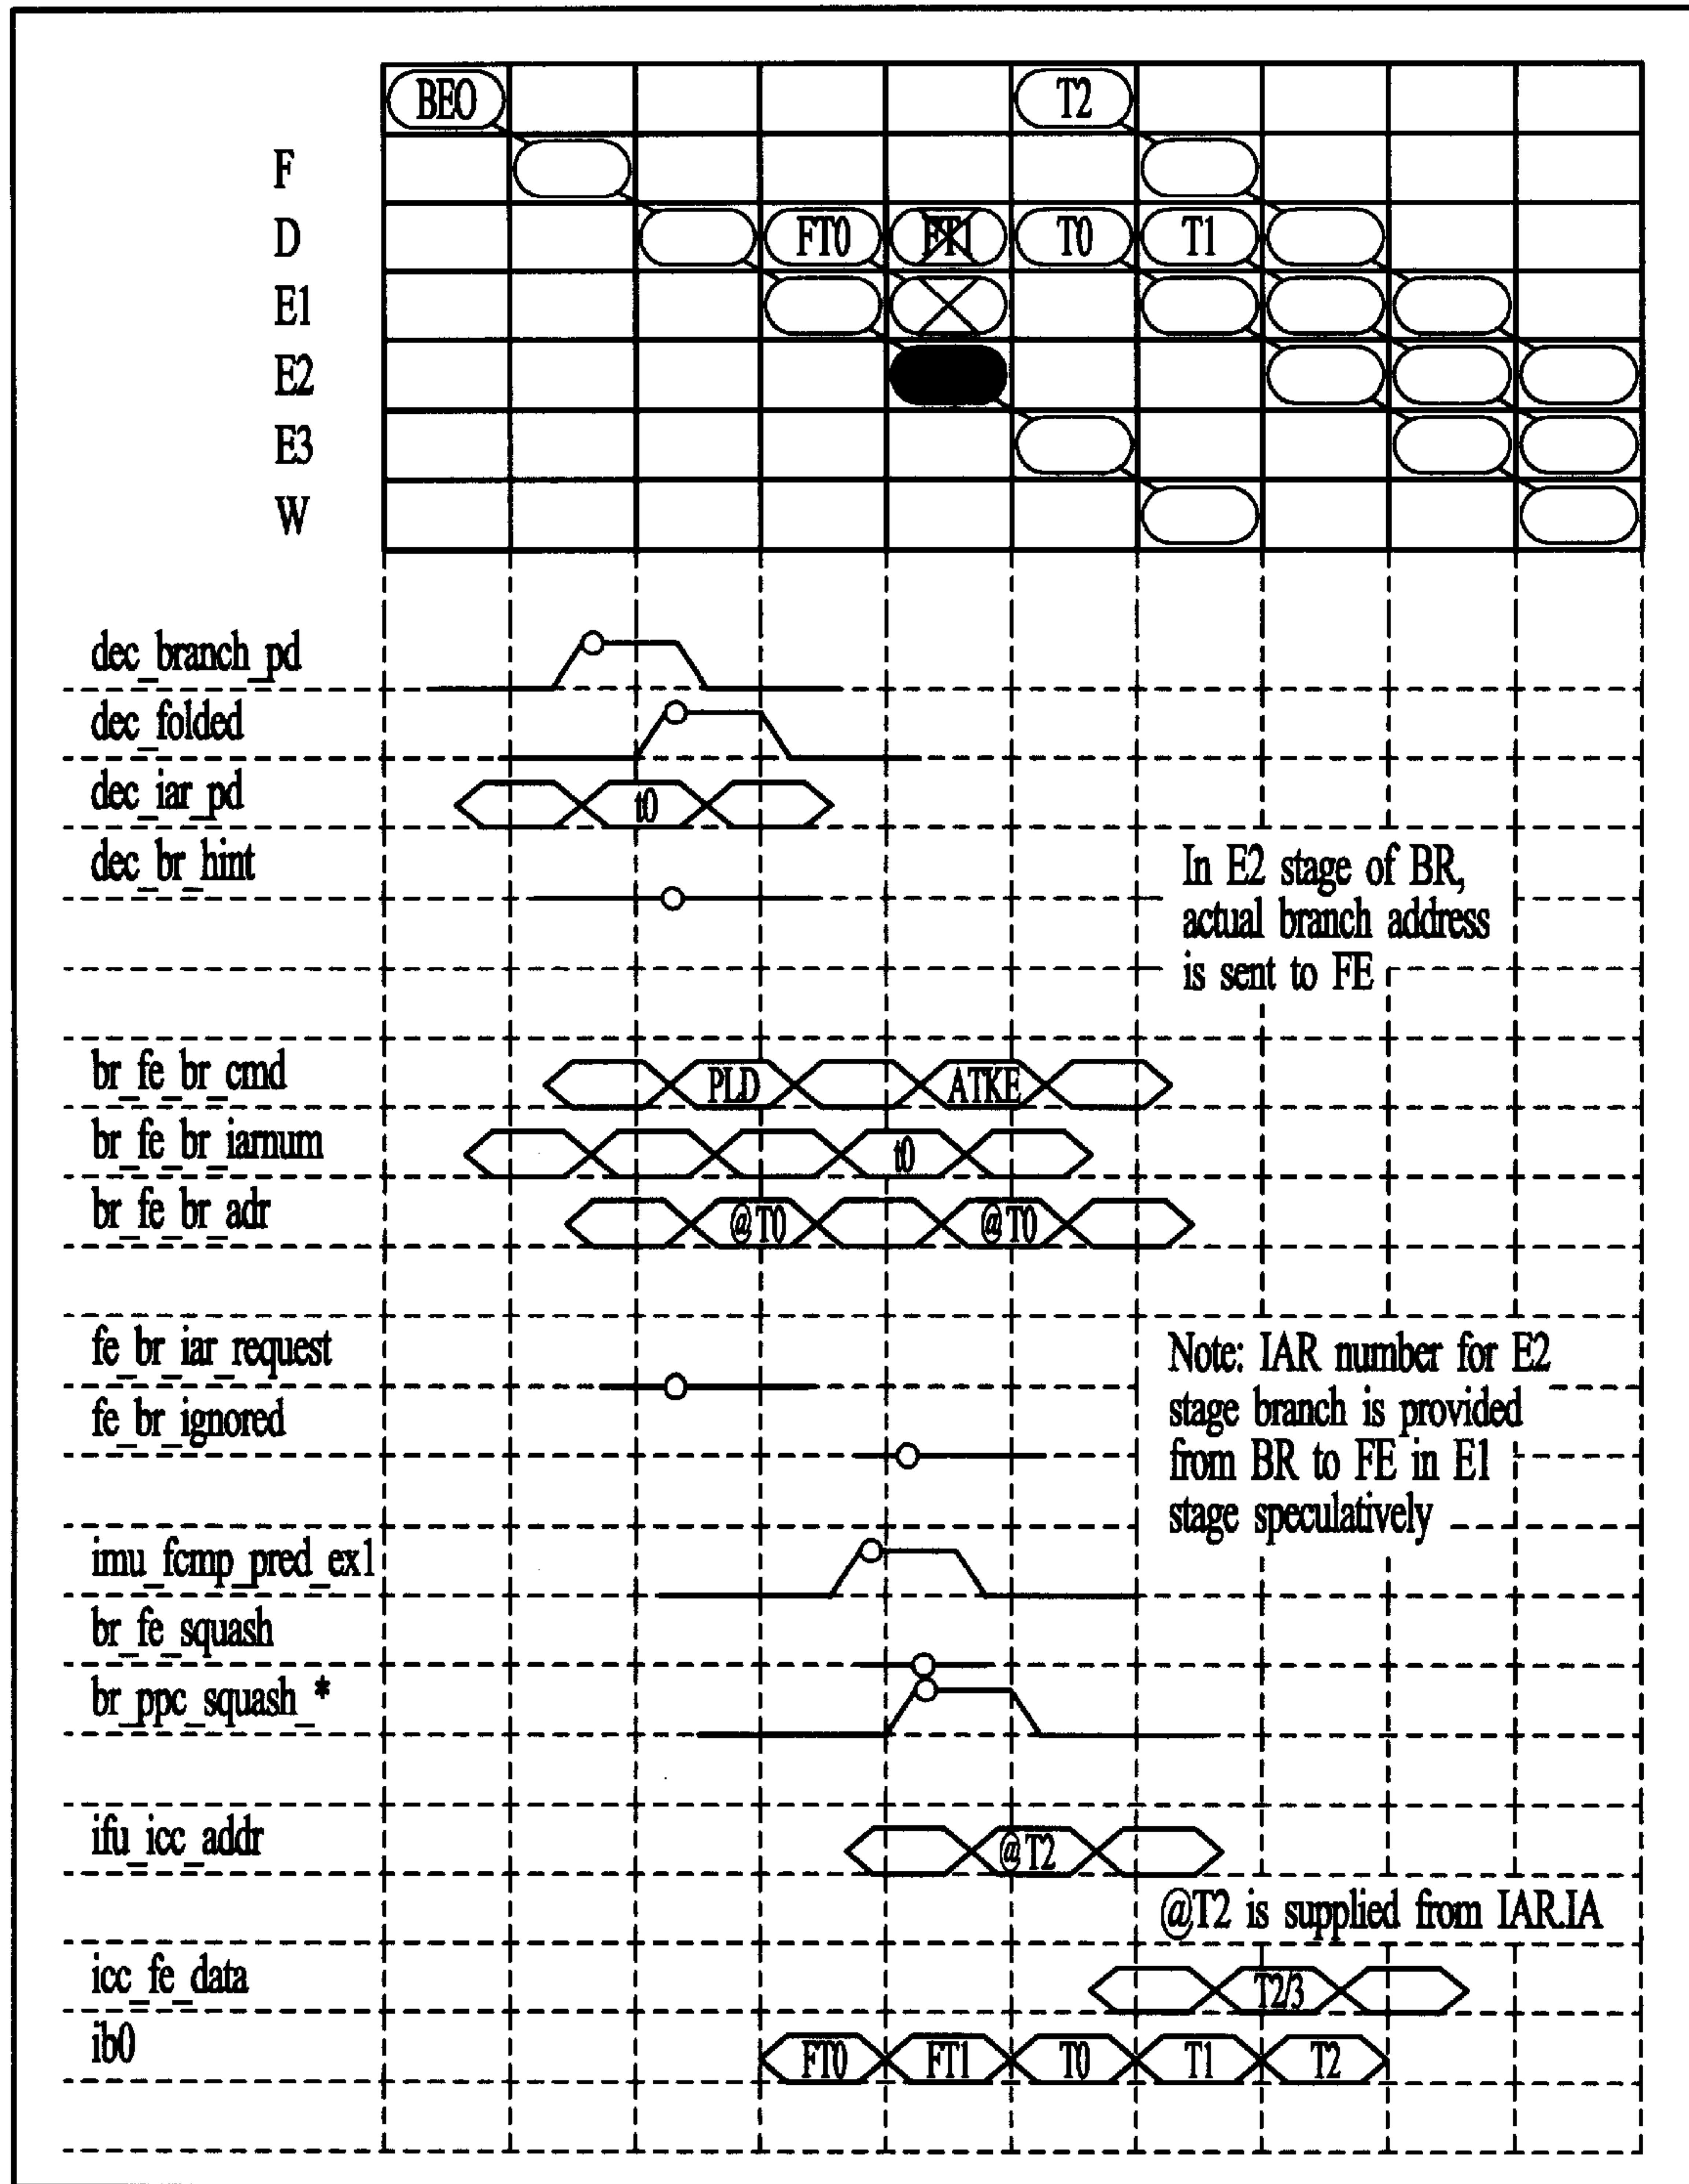 BEO T2
F
D FT0 FT1 T0 T1
E1
E2
E3
W
dec_branch_pd
dec_folded
dec_iar_pd t0
dec_br_hint
In E2 stage of BR,
actual branch address
is sent to FE
br_fe_br_cmd PLD ATKE
br_fe_br_iarnum t0
br_fe_br_adr @T0 @T0
fe_br_iar_request
fe_br_ignored
Note: IAR number for E2
stage branch is provided
from BR to FE in E1
stage speculatively
imu_fcmp_pred_ex1
br_fe_squash
br_ppc_squash_*
ifu_icc_addr @T2
@T2 is supplied from IAR.IA
icc_fe_data T2/3
ib0 FT0 FT1 T0 T1 T2